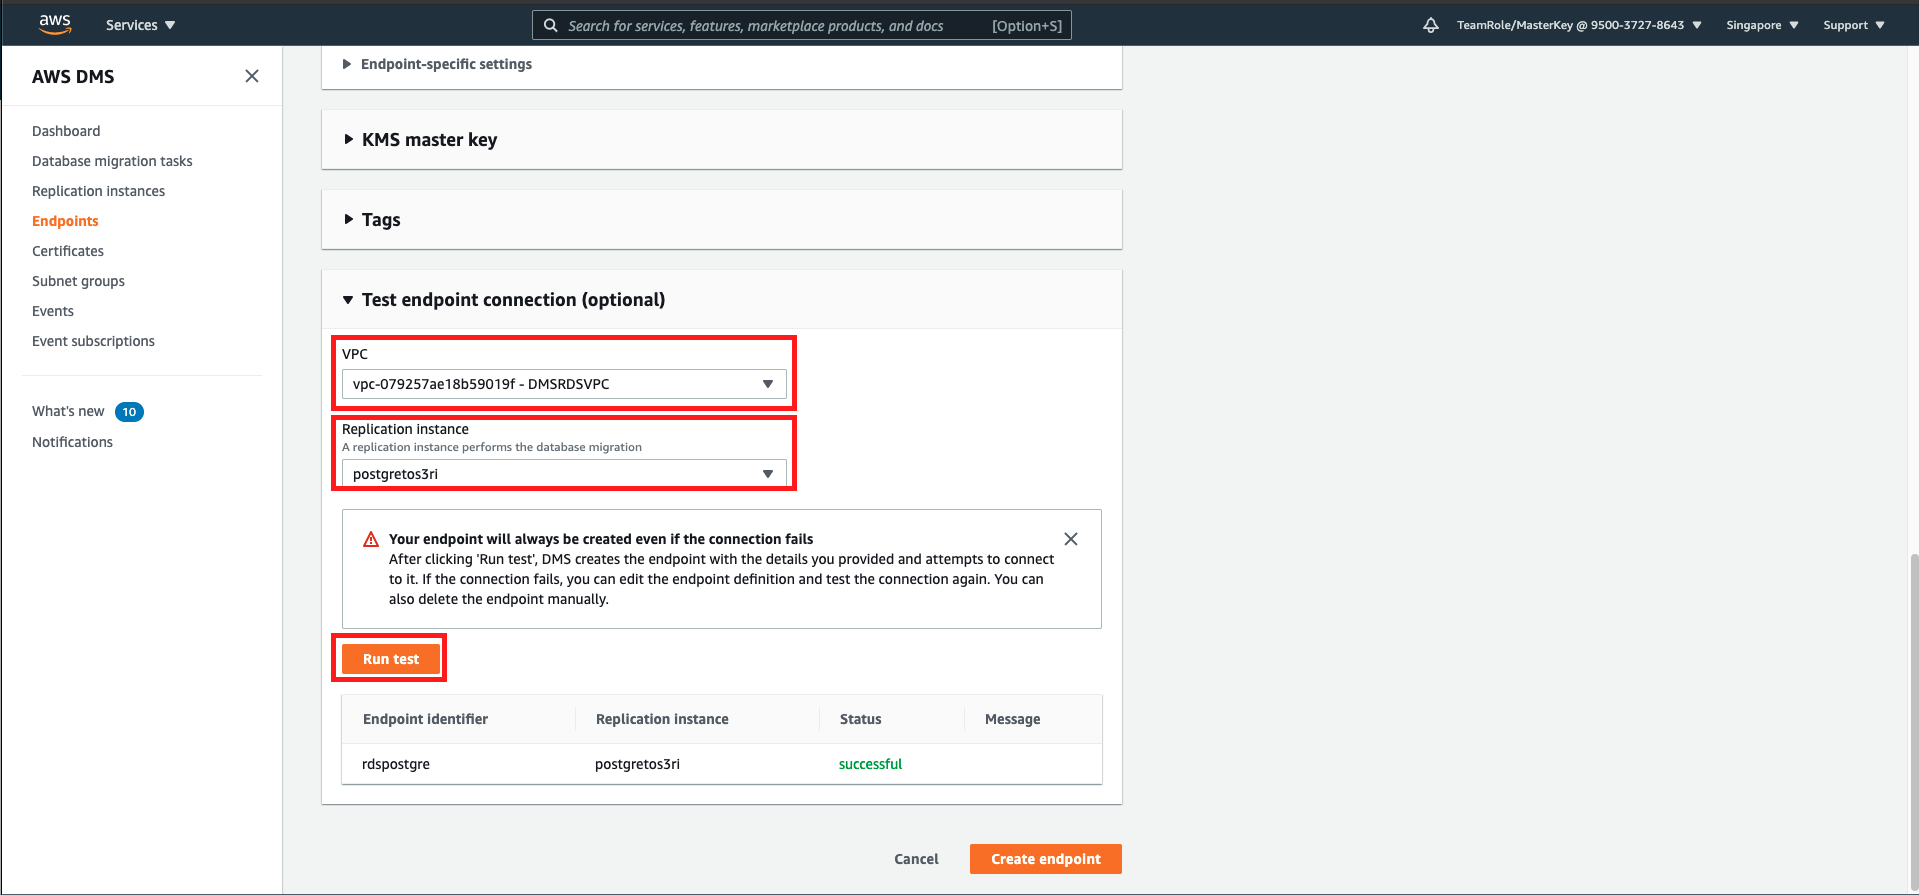 aws
Services
Search for services, features, marketplace products, and docs
[Option+S]
TeamRole/MasterKey @ 9500-3727-8643
Singapore
Support
AWS DMS
Dashboard
Database migration tasks
Replication instances
Endpoints
Certificates
Subnet groups
Events
Event subscriptions
What's new 10
Notifications
Endpoint-specific settings
KMS master key
Tags
Test endpoint connection (optional)
VPC
vpc-079257ae18b59019f - DMSRDSVPC
Replication instance
A replication instance performs the database migration
postgretos3ri
Your endpoint will always be created even if the connection fails
After clicking 'Run test', DMS creates the endpoint with the details you provided and attempts to connect
to it. If the connection fails, you can edit the endpoint definition and test the connection again. You can
also delete the endpoint manually.
Run test
Endpoint identifier Replication instance Status Message
rdspostgre postgretos3ri successful
Cancel
Create endpoint